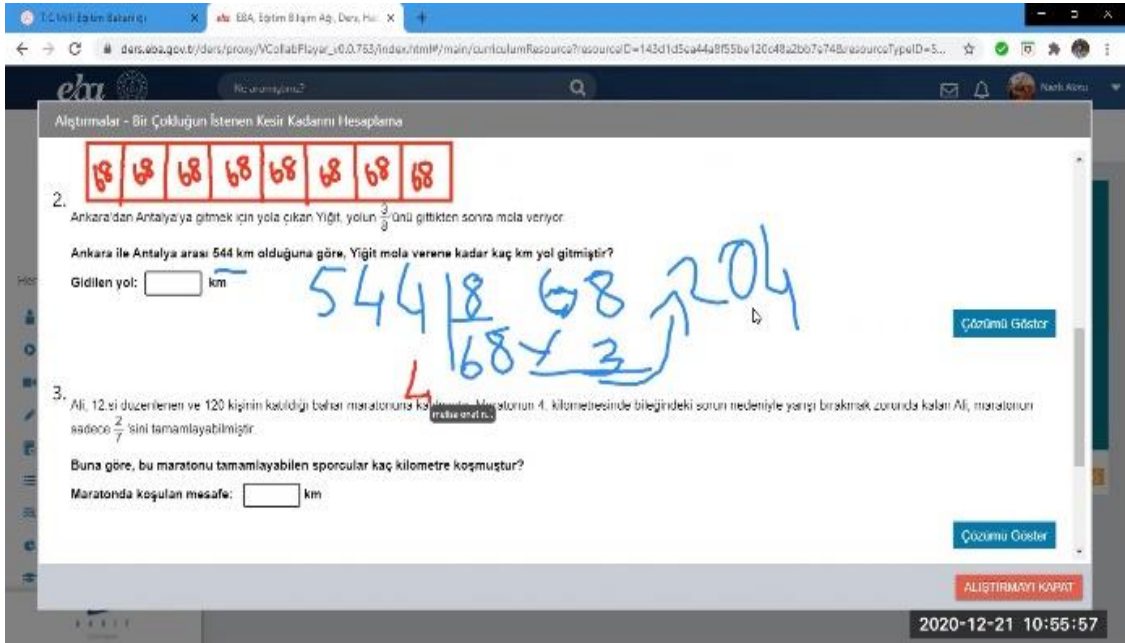 T.C. Millî Eğitim Bakanlığı
EBA, Eğitim Bilişim Ağı, Ders,
ders.eba.gov.tr/ders/proxy/VCollabPlayer_v0.0.763/index.html#/main/curriculumResource?resourceID=143d1d5ea44a8f55be120c48a2bb7e748resourceTypeID=5...
eba
Ne aramıştınız?
Alıştırmalar - Bir Çokluğun İstenen Kesir Kadarını Hesaplama
68 68 68 68 68 68 68 68
2.
Ankara'dan Antalya'ya gitmek için yola çıkan Yiğit, yolun 3/8 'ünü gittikten sonra mola veriyor.
Ankara ile Antalya arası 544 km olduğuna göre, Yiğit mola verene kadar kaç km yol gitmiştir?
Gidilen yol: km
544 8 68 204
68 x 3
Çözümü Göster
4
3.
Ali, 12.si düzenlenen ve 120 kişinin katıldığı bahar maratonuna Maratonun 4. kilometresinde bileğindeki sorun nedeniyle yarışı bırakmak zorunda kalan Ali, maratonun
sadece 2/7 'sini tamamlayabilmiştir.
Buna göre, bu maratonu tamamlayabilen sporcular kaç kilometre koşmuştur?
Maratonda koşulan mesafe: km
Çözümü Göster
ALIŞTIRMAYI KAPAT
2020-12-21 10:55:57